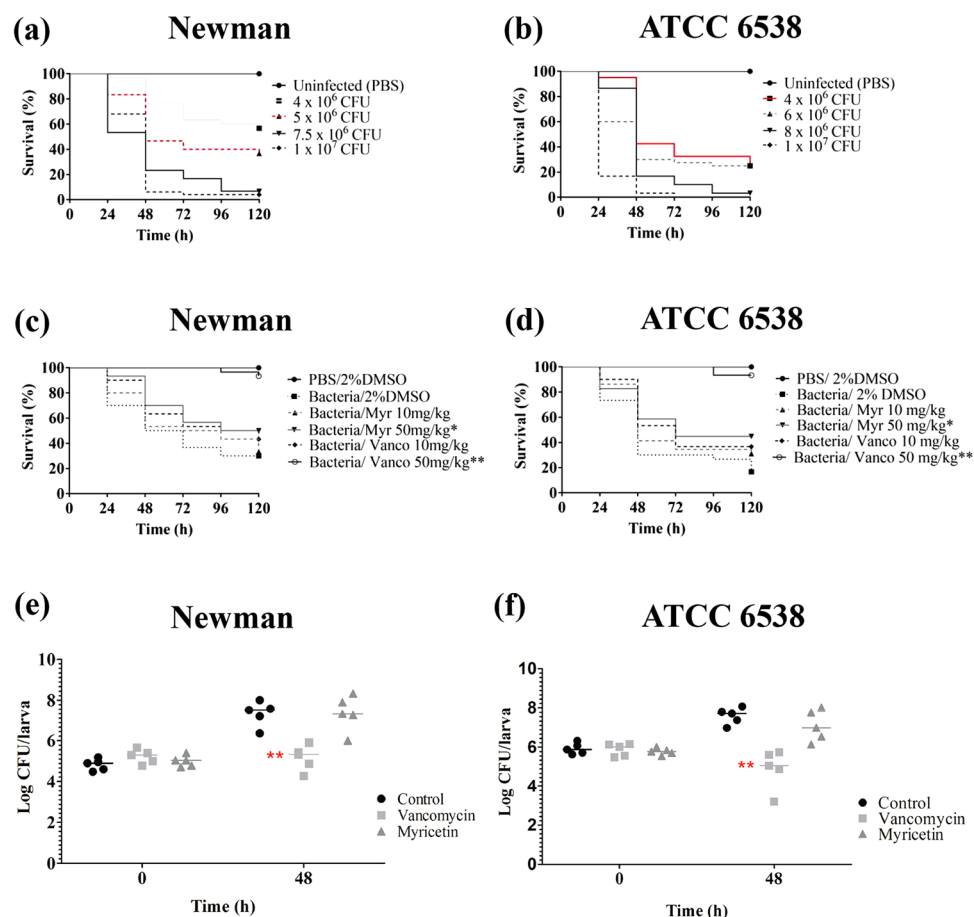 (a) Newman
Survival (%)
100
80
60
40
20
0
0 24 48 72 96 120
Time (h)
Uninfected (PBS)
4 x 10⁶ CFU
5 x 10⁶ CFU
7.5 x 10⁶ CFU
1 x 10⁷ CFU
(b) ATCC 6538
Survival (%)
100
80
60
40
20
0
0 24 48 72 96 120
Time (h)
Uninfected (PBS)
4 x 10⁶ CFU
6 x 10⁶ CFU
8 x 10⁶ CFU
1 x 10⁷ CFU
(c) Newman
Survival (%)
100
80
60
40
20
0
0 24 48 72 96 120
Time (h)
PBS/2%DMSO
Bacteria/2%DMSO
Bacteria/Myr 10mg/kg
Bacteria/Myr 50mg/kg*
Bacteria/Vanco 10mg/kg
Bacteria/ Vanco 50mg/kg**
(d) ATCC 6538
Survival (%)
100
80
60
40
20
0
0 24 48 72 96 120
Time (h)
PBS/ 2%DMSO
Bacteria/ 2% DMSO
Bacteria/ Myr 10 mg/kg
Bacteria/ Myr 50 mg/kg*
Bacteria/ Vanco 10 mg/kg
Bacteria/ Vanco 50 mg/kg**
(e) Newman
Log CFU/larva
10
8
6
4
2
0
**
0 48
Time (h)
Control
Vancomycin
Myricetin
(f) ATCC 6538
Log CFU/larva
10
8
6
4
2
0
**
0 48
Time (h)
Control
Vancomycin
Myricetin